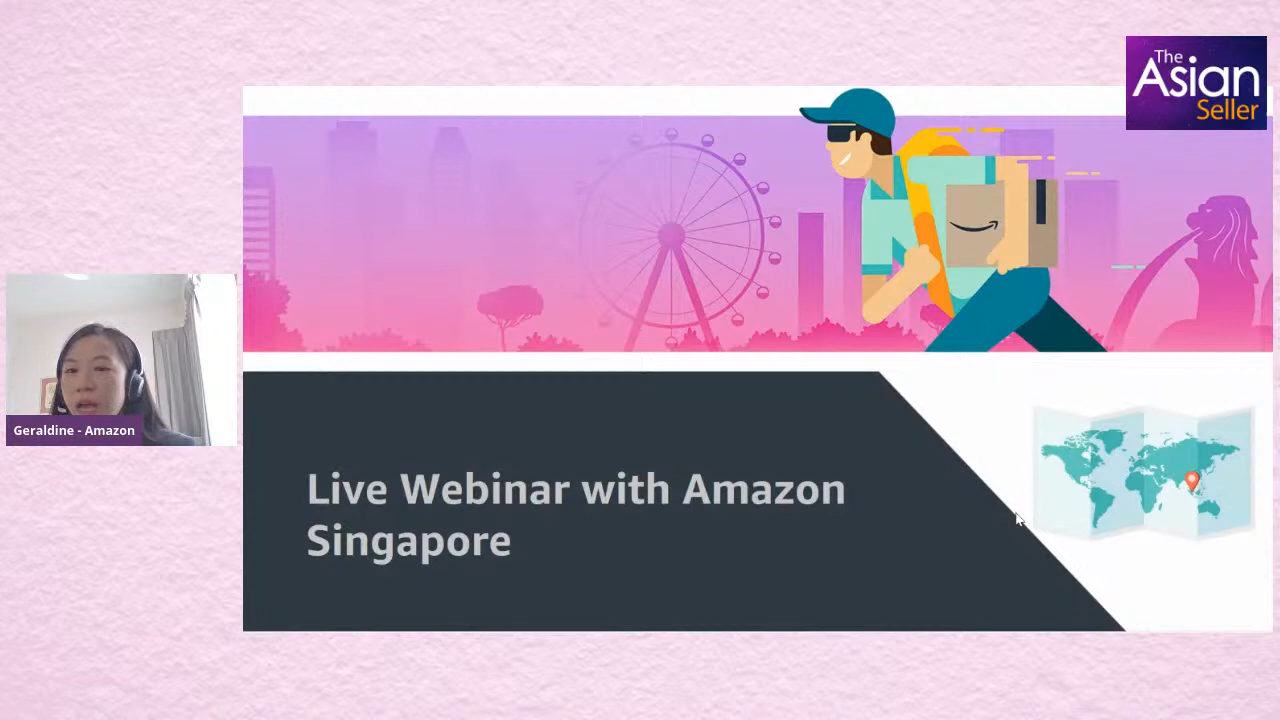 The
Asian
Seller
Geraldine - Amazon
Live Webinar with Amazon
Singapore